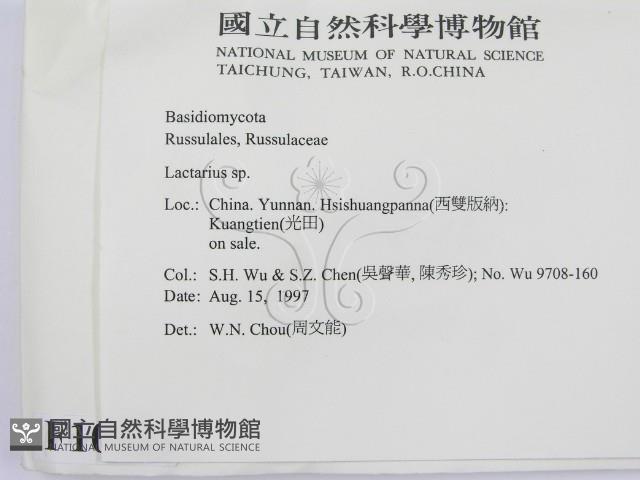 國立自然科學博物館
NATIONAL MUSEUM OF NATURAL SCIENCE
TAICHUNG, TAIWAN, R.O.CHINA
Basidiomycota
Russulales, Russulaceae
Lactarius sp.
Loc.: China. Yunnan. Hsishuangpanna(西雙版納):
Kuangtien(光田)
on sale.
Col.: S.H. Wu & S.Z. Chen(吳聲華, 陳秀珍); No. Wu 9708-160
Date: Aug. 15, 1997
Det.: W.N. Chou(周文能)
國立自然科學博物館
NATIONAL MUSEUM OF NATURAL SCIENCE